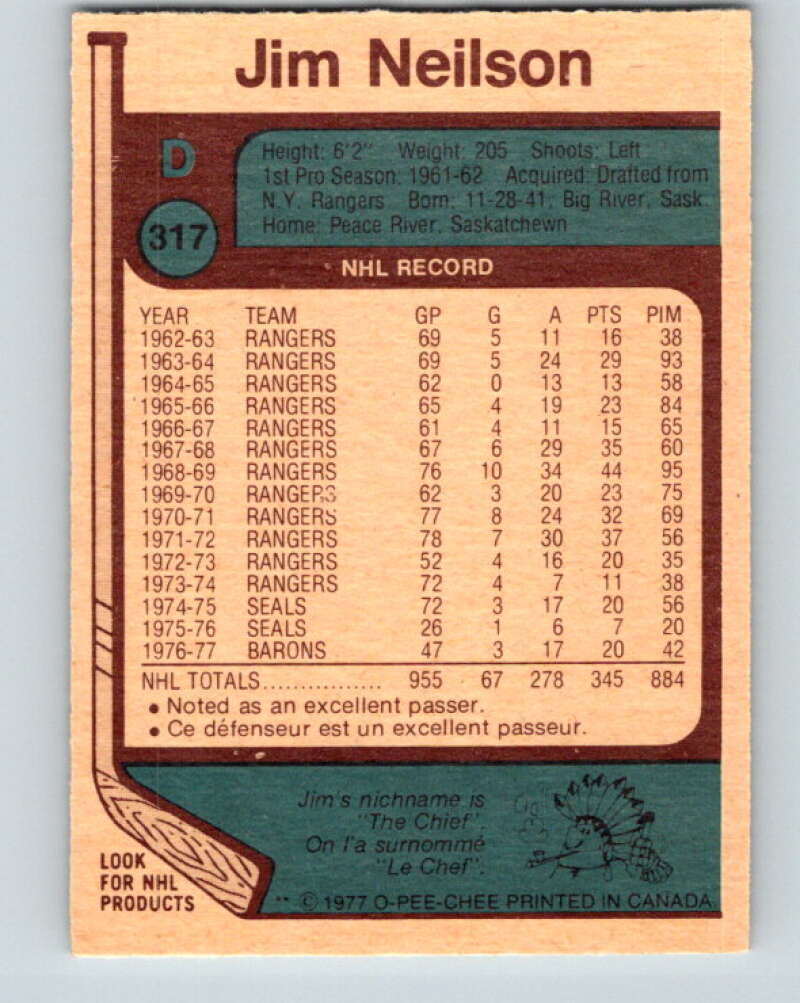 Jim Neilson
D
317
Height: 6'2" Weight: 205 Shoots: Left
1st Pro Season: 1961-62 Acquired: Drafted from
N.Y. Rangers Born: 11-28-41; Big River, Sask.
Home: Peace River, Saskatchewn
NHL RECORD
YEAR TEAM GP G A PTS PIM
1962-63 RANGERS 69 5 11 16 38
1963-64 RANGERS 69 5 24 29 93
1964-65 RANGERS 62 0 13 13 58
1965-66 RANGERS 65 4 19 23 84
1966-67 RANGERS 61 4 11 15 65
1967-68 RANGERS 67 6 29 35 60
1968-69 RANGERS 76 10 34 44 95
1969-70 RANGERS 62 3 20 23 75
1970-71 RANGERS 77 8 24 32 69
1971-72 RANGERS 78 7 30 37 56
1972-73 RANGERS 52 4 16 20 35
1973-74 RANGERS 72 4 7 11 38
1974-75 SEALS 72 3 17 20 56
1975-76 SEALS 26 1 6 7 20
1976-77 BARONS 47 3 17 20 42
NHL TOTALS................ 955 67 278 345 884
• Noted as an excellent passer.
• Ce défenseur est un excellent passeur.
Jim's nichname is
"The Chief".
On l'a surnommé
"Le Chef".
LOOK
FOR NHL
PRODUCTS
** © 1977 O-PEE-CHEE PRINTED IN CANADA